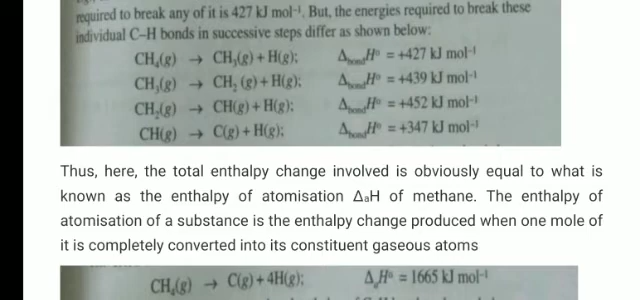 required to break any of it is 427 kJ mol⁻¹. But, the energies required to break these
individual C–H bonds in successive steps differ as shown below:
CH₄(g) → CH₃(g) + H(g); Δbond H° = +427 kJ mol⁻¹
CH₃(g) → CH₂ (g) + H(g); Δbond H° = +439 kJ mol⁻¹
CH₂(g) → CH(g) + H(g); Δbond H° = +452 kJ mol⁻¹
CH(g) → C(g) + H(g); Δbond H° = +347 kJ mol⁻¹
Thus, here, the total enthalpy change involved is obviously equal to what is
known as the enthalpy of atomisation ΔₐH of methane. The enthalpy of
atomisation of a substance is the enthalpy change produced when one mole of
it is completely converted into its constituent gaseous atoms
CH₄(g) → C(g) + 4H(g); ΔₐH° = 1665 kJ mol⁻¹